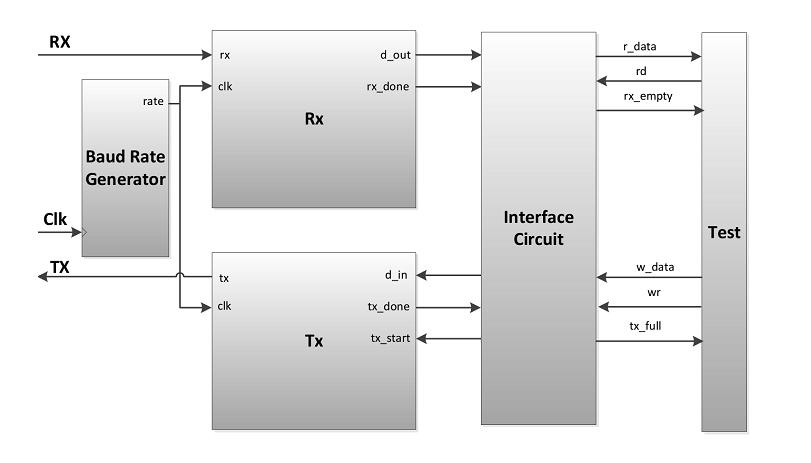 RX
rx
d_out
clk
rx_done
Rx
rate
Baud Rate
Generator
Clk
TX
tx
d_in
clk
tx_done
tx_start
Tx
Interface
Circuit
r_data
rd
rx_empty
w_data
wr
tx_full
Test